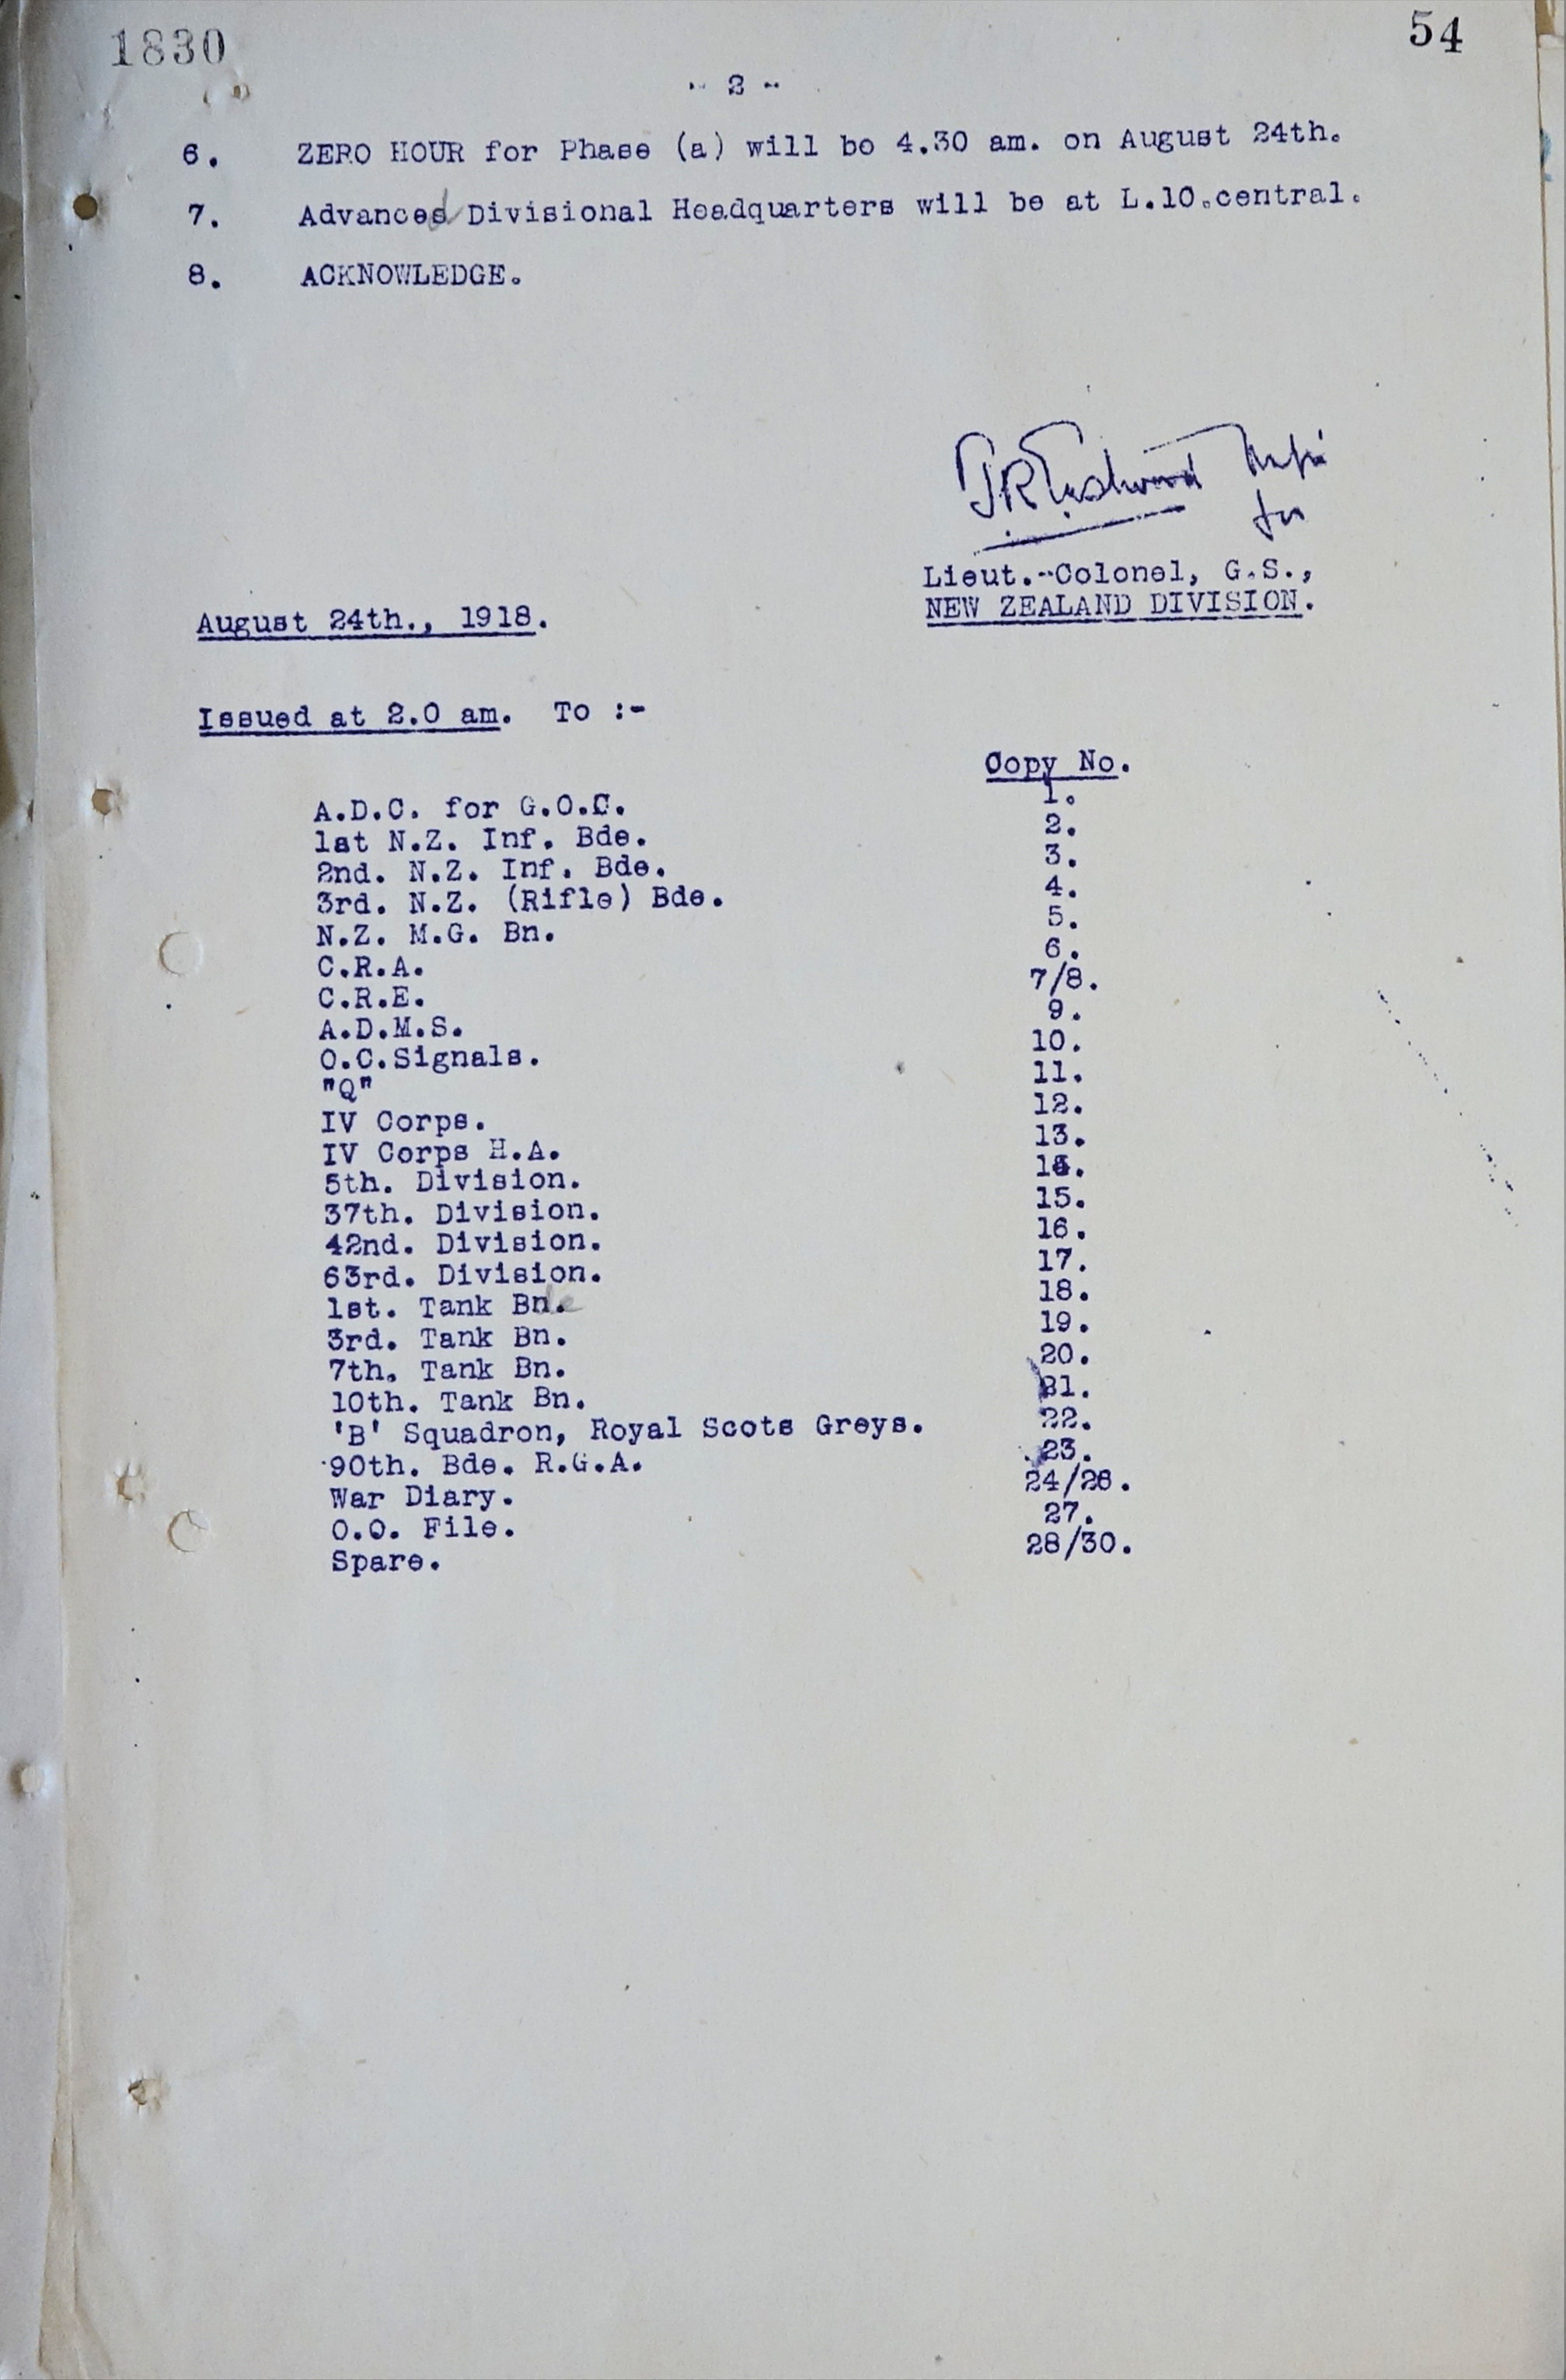 1830
54
- 2 -
6. ZERO HOUR for Phase (a) will be 4.30 am. on August 24th.
7. Advanced Divisional Headquarters will be at L.10.central.
8. ACKNOWLEDGE.
for
Lieut.-Colonel, G.S.,
NEW ZEALAND DIVISION.
August 24th., 1918.
Issued at 2.0 am. To :-
Copy No.
A.D.C. for G.O.C. 1.
1st N.Z. Inf. Bde. 2.
2nd. N.Z. Inf. Bde. 3.
3rd. N.Z. (Rifle) Bde. 4.
N.Z. M.G. Bn. 5.
C.R.A. 6.
C.R.E. 7/8.
A.D.M.S. 9.
O.C.Signals. 10.
"Q" 11.
IV Corps. 12.
IV Corps H.A. 13.
5th. Division. 14.
37th. Division. 15.
42nd. Division. 16.
63rd. Division. 17.
1st. Tank Bde 18.
3rd. Tank Bn. 19.
7th. Tank Bn. 20.
10th. Tank Bn. 21.
'B' Squadron, Royal Scots Greys. 22.
90th. Bde. R.G.A. 23.
War Diary. 24/26.
O.O. File. 27.
Spare. 28/30.